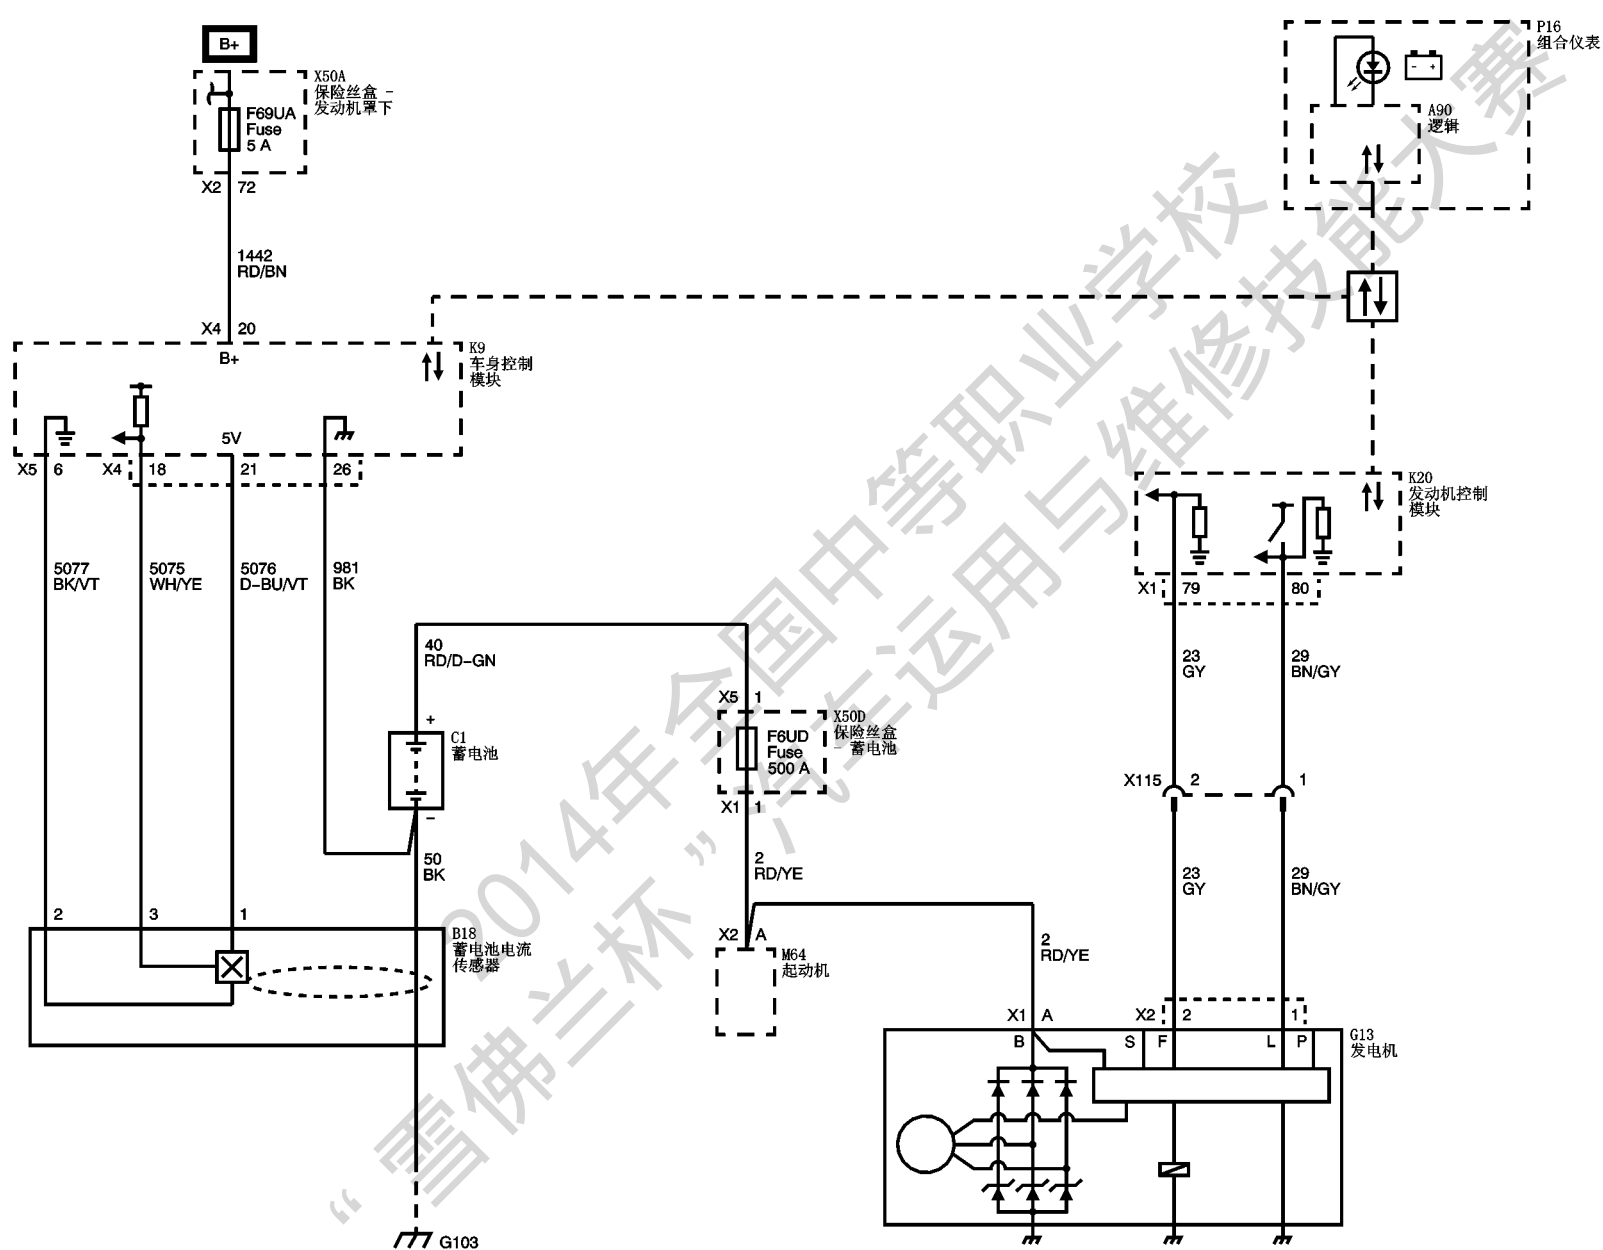 B+
X50A
保险丝盒 -
发动机罩下
F69UA
Fuse
5 A
X2 72
1442
RD/BN
X4 20
B+
K9
车身控制
模块
5V
X5 6 X4 18 21 26
5077
BK/VT
5075
WH/YE
5076
D-BU/VT
981
BK
P16
组合仪表
- +
A90
逻辑
K20
发动机控制
模块
X1 79 80
23
GY
29
BN/GY
40
RD/D-GN
+
C1
蓄电池
-
50
BK
X5 1
X50D
保险丝盒
- 蓄电池
F6UD
Fuse
500 A
X1 1
2
RD/YE
X115 2 1
23
GY
29
BN/GY
2 3 1
B18
蓄电池电流
传感器
X2 A
M64
起动机
2
RD/YE
X1 A X2 2 1
G13
发电机
B S F L P
G103
2014年全国中等职业学校
“雪佛兰杯”汽车运用与维修技能大赛